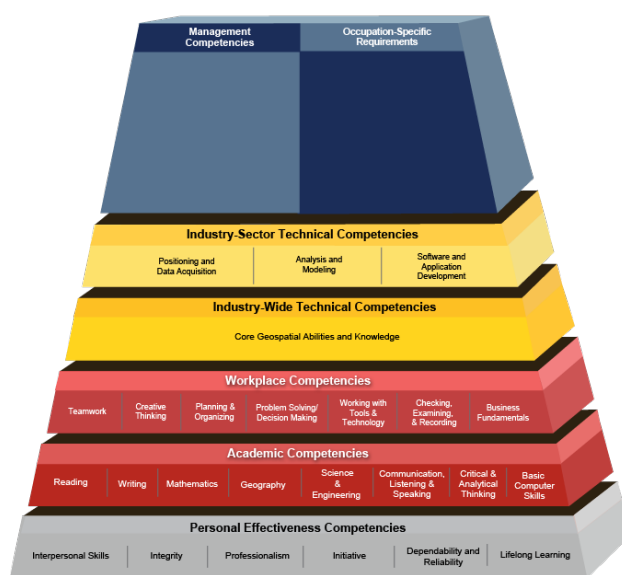 Management
Competencies
Occupation-Specific
Requirements
Industry-Sector Technical Competencies
Positioning and
Data Acquisition
Analysis and
Modeling
Software and
Application
Development
Industry-Wide Technical Competencies
Core Geospatial Abilities and Knowledge
Workplace Competencies
Teamwork
Creative
Thinking
Planning &
Organizing
Problem Solving/
Decision Making
Working with
Tools &
Technology
Checking,
Examining,
& Recording
Business
Fundamentals
Academic Competencies
Reading
Writing
Mathematics
Geography
Science
&
Engineering
Communication,
Listening &
Speaking
Critical &
Analytical
Thinking
Basic
Computer
Skills
Personal Effectiveness Competencies
Interpersonal Skills
Integrity
Professionalism
Initiative
Dependability and
Reliability
Lifelong Learning